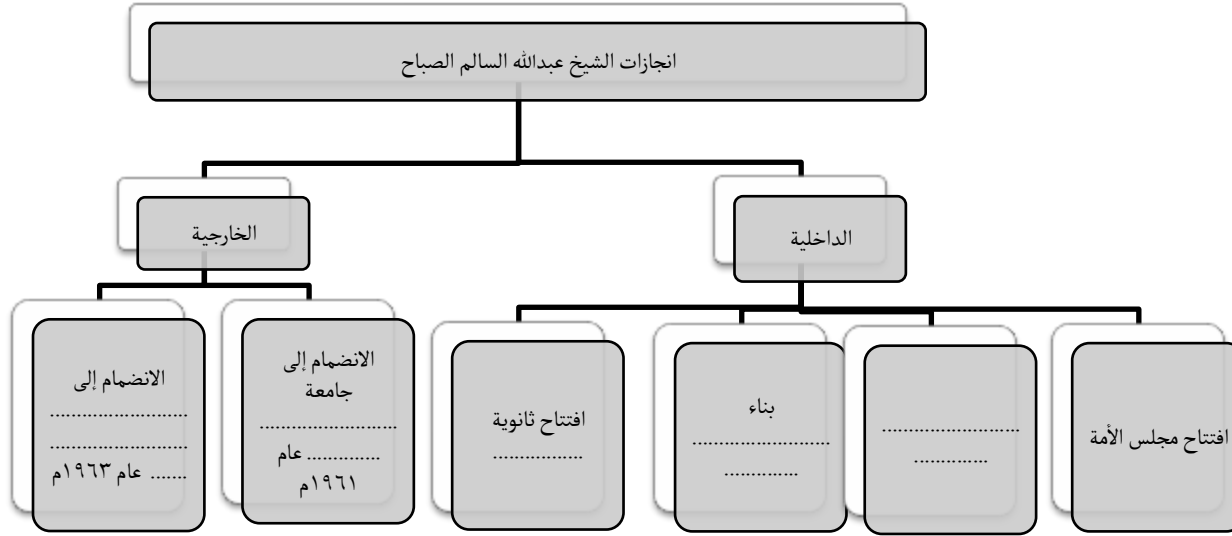 انجازات الشيخ عبدالله السالم الصباح
الداخلية
الخارجية
افتتاح مجلس الأمة
..........................
..............
بناء
..........................
..............
افتتاح ثانوية
.................
الانضمام إلى
جامعة
..........................
.............. عام
١٩٦١م
الانضمام إلى
..........................
..........................
....... عام ١٩٦٣م